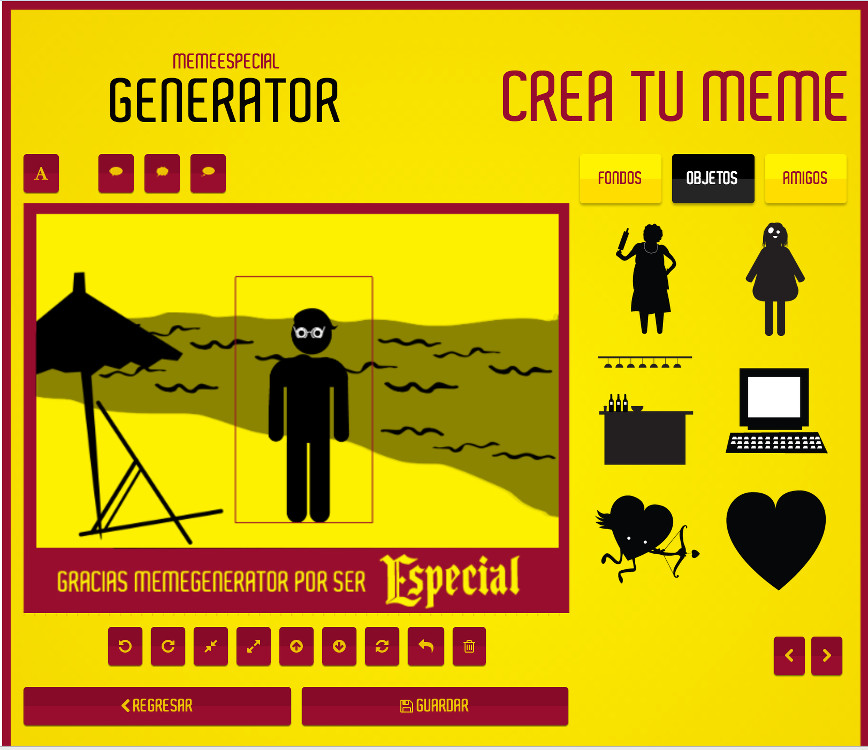 MEMEESPECIAL
GENERATOR
CREA TU MEME
A
FONDOS
OBJETOS
AMIGOS
GRACIAS MEMEGENERATOR POR SER Especial
REGRESAR
GUARDAR